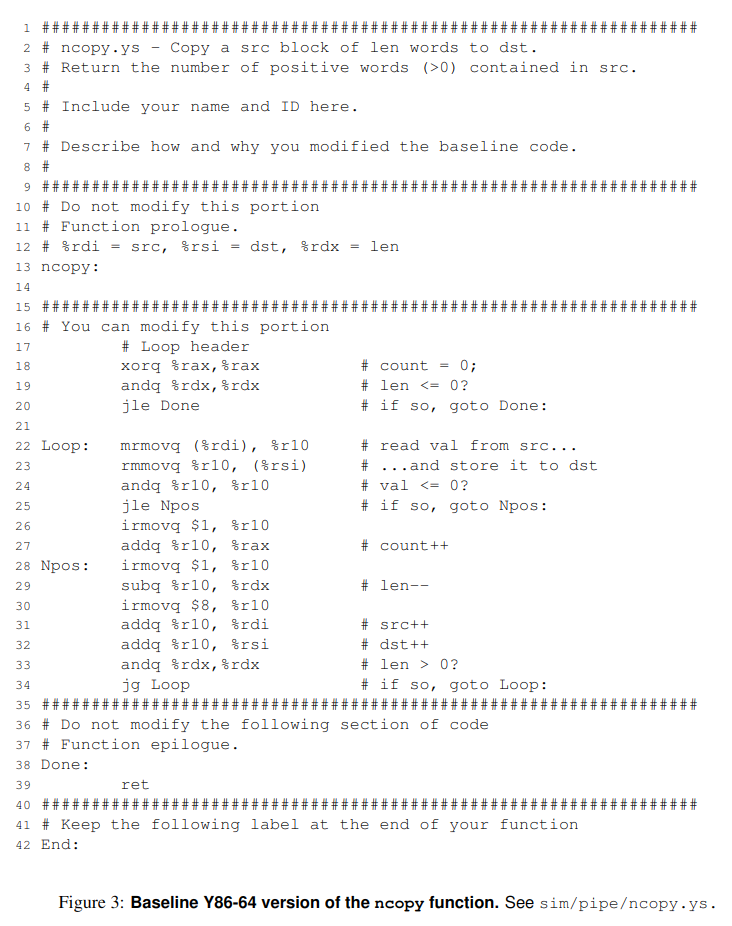 1 ##################################################################
2 # ncopy.ys - Copy a src block of len words to dst.
3 # Return the number of positive words (>0) contained in src.
4 #
5 # Include your name and ID here.
6 #
7 # Describe how and why you modified the baseline code.
8 #
9 ##################################################################
10 # Do not modify this portion
11 # Function prologue.
12 # %rdi = src, %rsi = dst, %rdx = len
13 ncopy:
14
15 ##################################################################
16 # You can modify this portion
17         # Loop header
18         xorq %rax,%rax          # count = 0;
19         andq %rdx,%rdx          # len <= 0?
20         jle Done                # if so, goto Done:
21
22 Loop:   mrmovq (%rdi), %r10     # read val from src...
23         rmmovq %r10, (%rsi)     # ...and store it to dst
24         andq %r10, %r10         # val <= 0?
25         jle Npos                # if so, goto Npos:
26         irmovq $1, %r10
27         addq %r10, %rax         # count++
28 Npos:   irmovq $1, %r10
29         subq %r10, %rdx         # len--
30         irmovq $8, %r10
31         addq %r10, %rdi         # src++
32         addq %r10, %rsi         # dst++
33         andq %rdx,%rdx          # len > 0?
34         jg Loop                 # if so, goto Loop:
35 ##################################################################
36 # Do not modify the following section of code
37 # Function epilogue.
38 Done:
39         ret
40 ##################################################################
41 # Keep the following label at the end of your function
42 End:
Figure 3: Baseline Y86-64 version of the ncopy function. See sim/pipe/ncopy.ys.